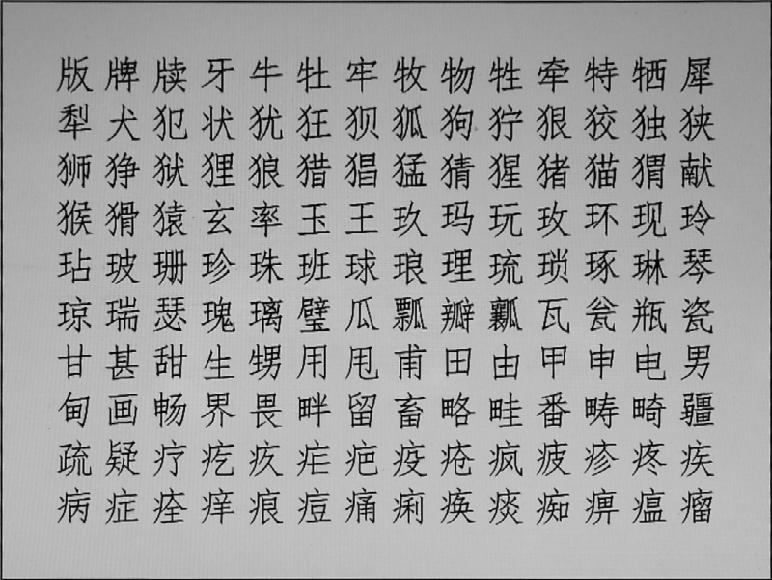 版牌牍牙牛牡牢牧物牲牵特牺犀
犁犬犯状犹狂狈狐狗狞狠狡独狭
狮狰狱狸狼猎猖猛猜猩猪猫猬献
猴猾猿玄率玉王玖玛玩玫环现玲
玷玻珊珍珠班球琅理琉琐琢琳琴
琼瑞瑟瑰璃璧瓜瓢瓣瓤瓦瓮瓶瓷
甘甚甜生甥用甩甫田由甲申电男
甸画畅界畏畔留畜略畦番畴畸疆
疏疑疗疙疚疟疤疫疮疯疲疹疼疾
病症痊痒痕痘痛痢痪痰痴痹瘟瘤